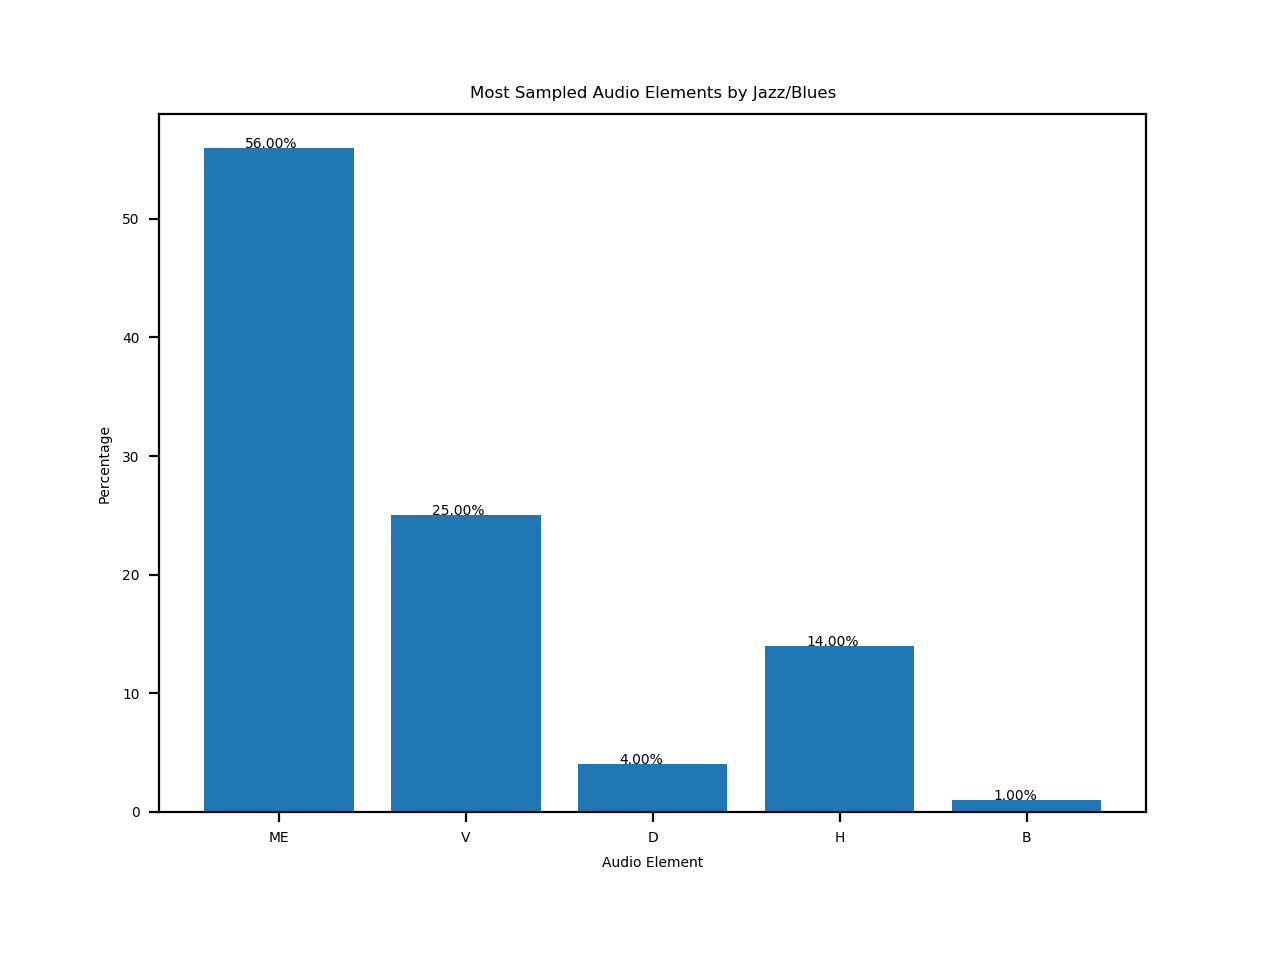 Most Sampled Audio Elements by Jazz/Blues
56.00%
50
40
Percentage
30
25.00%
20
14.00%
10
4.00%
1.00%
0
ME V D H B
Audio Element